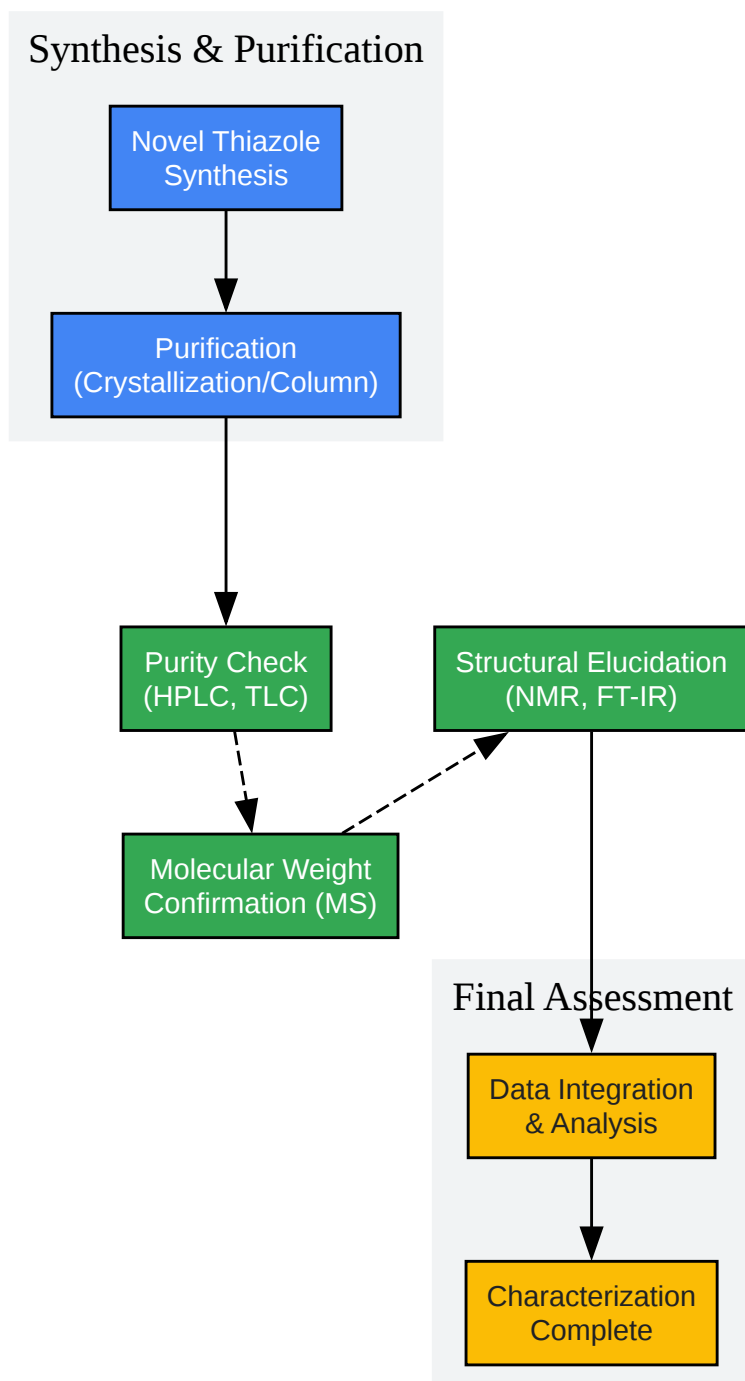 Synthesis & Purification
Novel Thiazole
Synthesis
Purification
(Crystallization/Column)
Purity Check
(HPLC, TLC)
Structural Elucidation
(NMR, FT-IR)
Molecular Weight
Confirmation (MS)
Final Assessment
Data Integration
& Analysis
Characterization
Complete